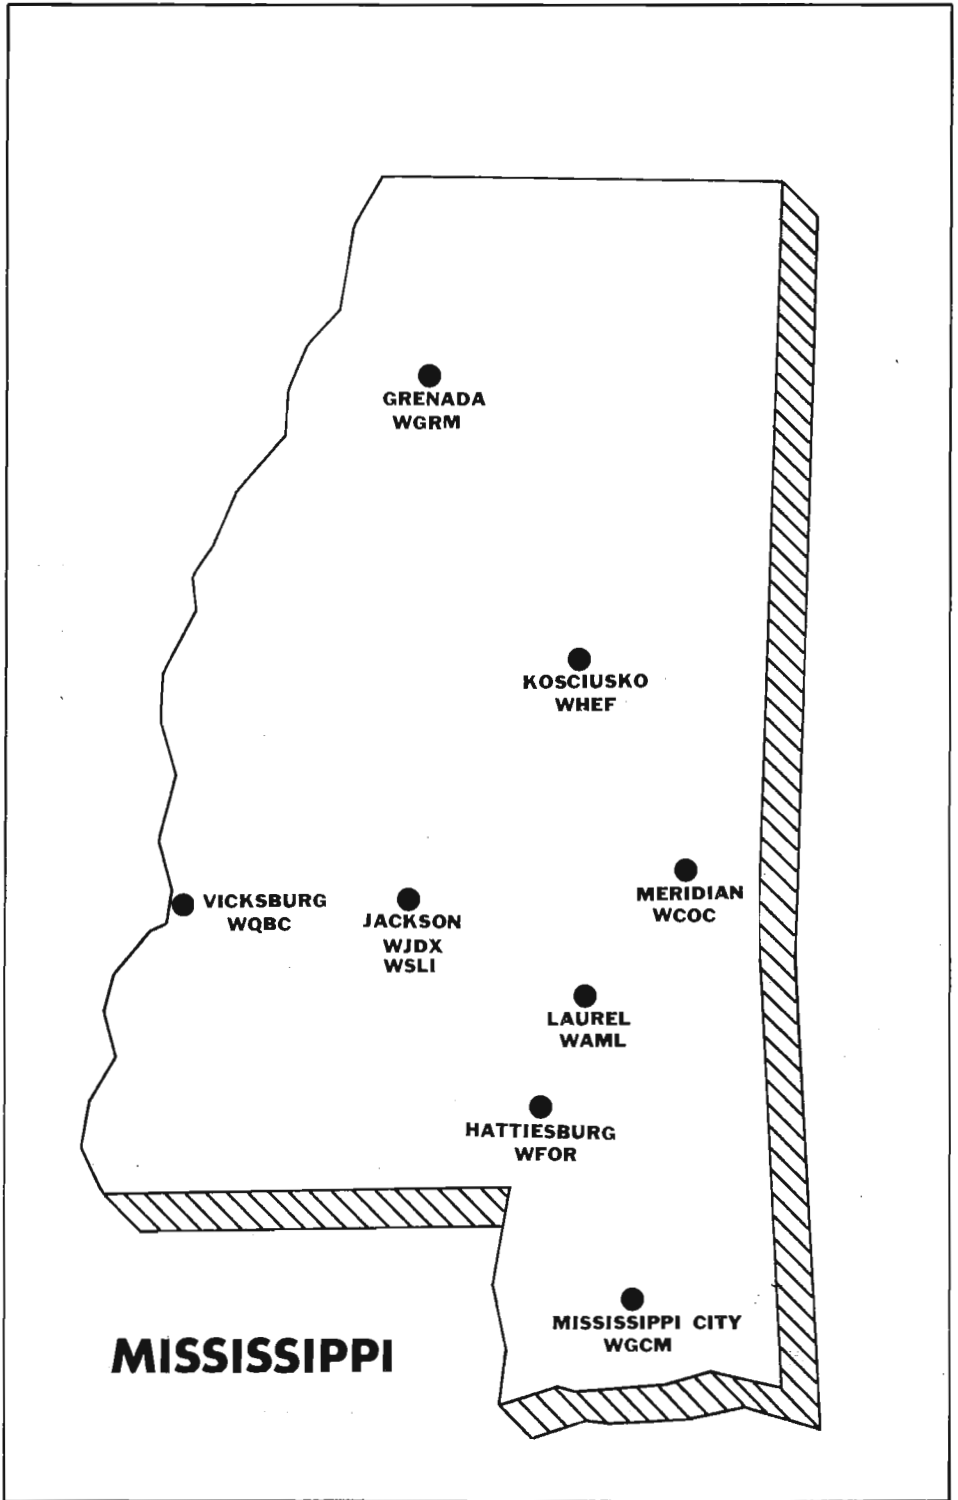 GRENADA
WGRM
KOSCIUSKO
WHEF
MERIDIAN
WCOC
VICKSBURG
WQBC
JACKSON
WJDX
WSLI
LAUREL
WAML
HATTIESBURG
WFOR
MISSISSIPPI CITY
WGCM
MISSISSIPPI